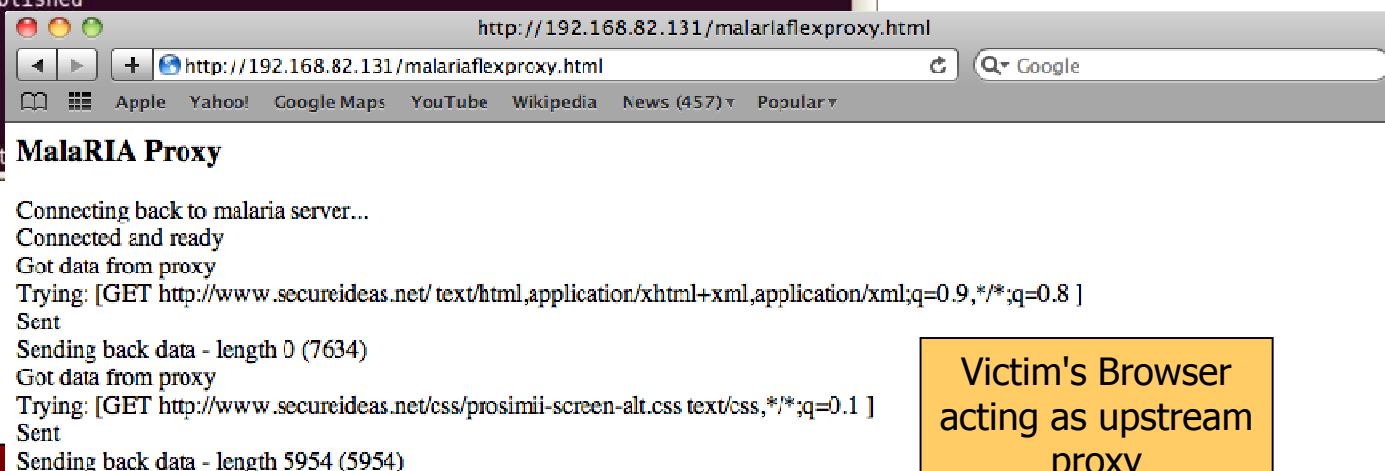 http://192.168.82.131/malariaflexproxy.html
http://192.168.82.131/malariaflexproxy.html
Google
Apple Yahoo! Google Maps YouTube Wikipedia News (457) Popular
MalaRIA Proxy
Connecting back to malaria server...
Connected and ready
Got data from proxy
Trying: [GET http://www.secureideas.net/ text/html,application/xhtml+xml,application/xml;q=0.9,*/*;q=0.8 ]
Sent
Sending back data - length 0 (7634)
Got data from proxy
Trying: [GET http://www.secureideas.net/css/prosimii-screen-alt.css text/css,*/*;q=0.1 ]
Sent
Sending back data - length 5954 (5954)
Victim's Browser
acting as upstream
proxy